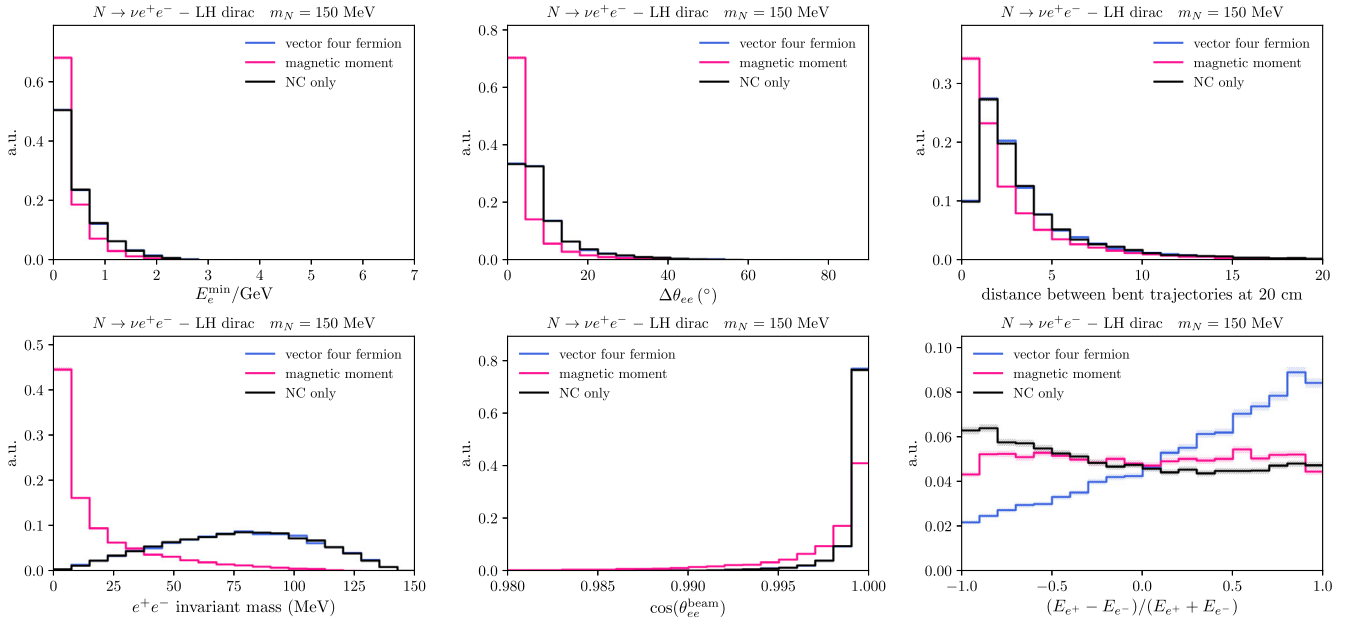 N → νe⁺e⁻ − LH dirac m_N = 150 MeV
vector four fermion
magnetic moment
NC only
a.u.
0.6
0.4
0.2
0.0
0 1 2 3 4 5 6 7
E_e^min/GeV
N → νe⁺e⁻ − LH dirac m_N = 150 MeV
vector four fermion
magnetic moment
NC only
a.u.
0.8
0.6
0.4
0.2
0.0
0 20 40 60 80
Δθ_ee (°)
N → νe⁺e⁻ − LH dirac m_N = 150 MeV
vector four fermion
magnetic moment
NC only
a.u.
0.3
0.2
0.1
0.0
0 5 10 15 20
distance between bent trajectories at 20 cm
N → νe⁺e⁻ − LH dirac m_N = 150 MeV
vector four fermion
magnetic moment
NC only
a.u.
0.5
0.4
0.3
0.2
0.1
0.0
0 25 50 75 100 125 150
e⁺e⁻ invariant mass (MeV)
N → νe⁺e⁻ − LH dirac m_N = 150 MeV
vector four fermion
magnetic moment
NC only
a.u.
0.8
0.6
0.4
0.2
0.0
0.980 0.985 0.990 0.995 1.000
cos(θ_ee^beam)
N → νe⁺e⁻ − LH dirac m_N = 150 MeV
vector four fermion
magnetic moment
NC only
a.u.
0.10
0.08
0.06
0.04
0.02
0.00
−1.0 −0.5 0.0 0.5 1.0
(E_e⁺ − E_e⁻)/(E_e⁺ + E_e⁻)